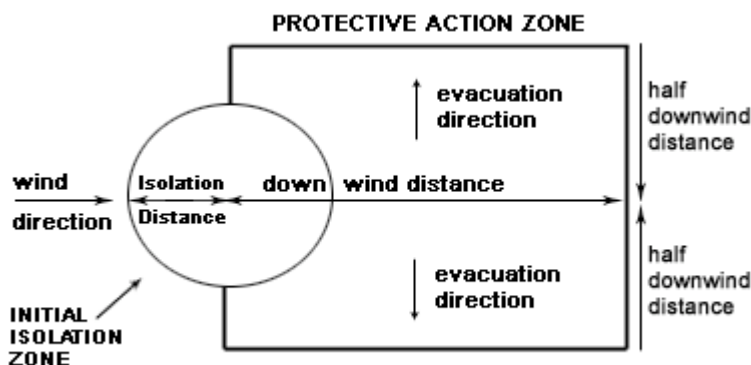 PROTECTIVE ACTION ZONE
evacuation
direction
half
downwind
distance
wind
direction
Isolation
Distance
down wind distance
evacuation
direction
half
downwind
distance
INITIAL
ISOLATION
ZONE